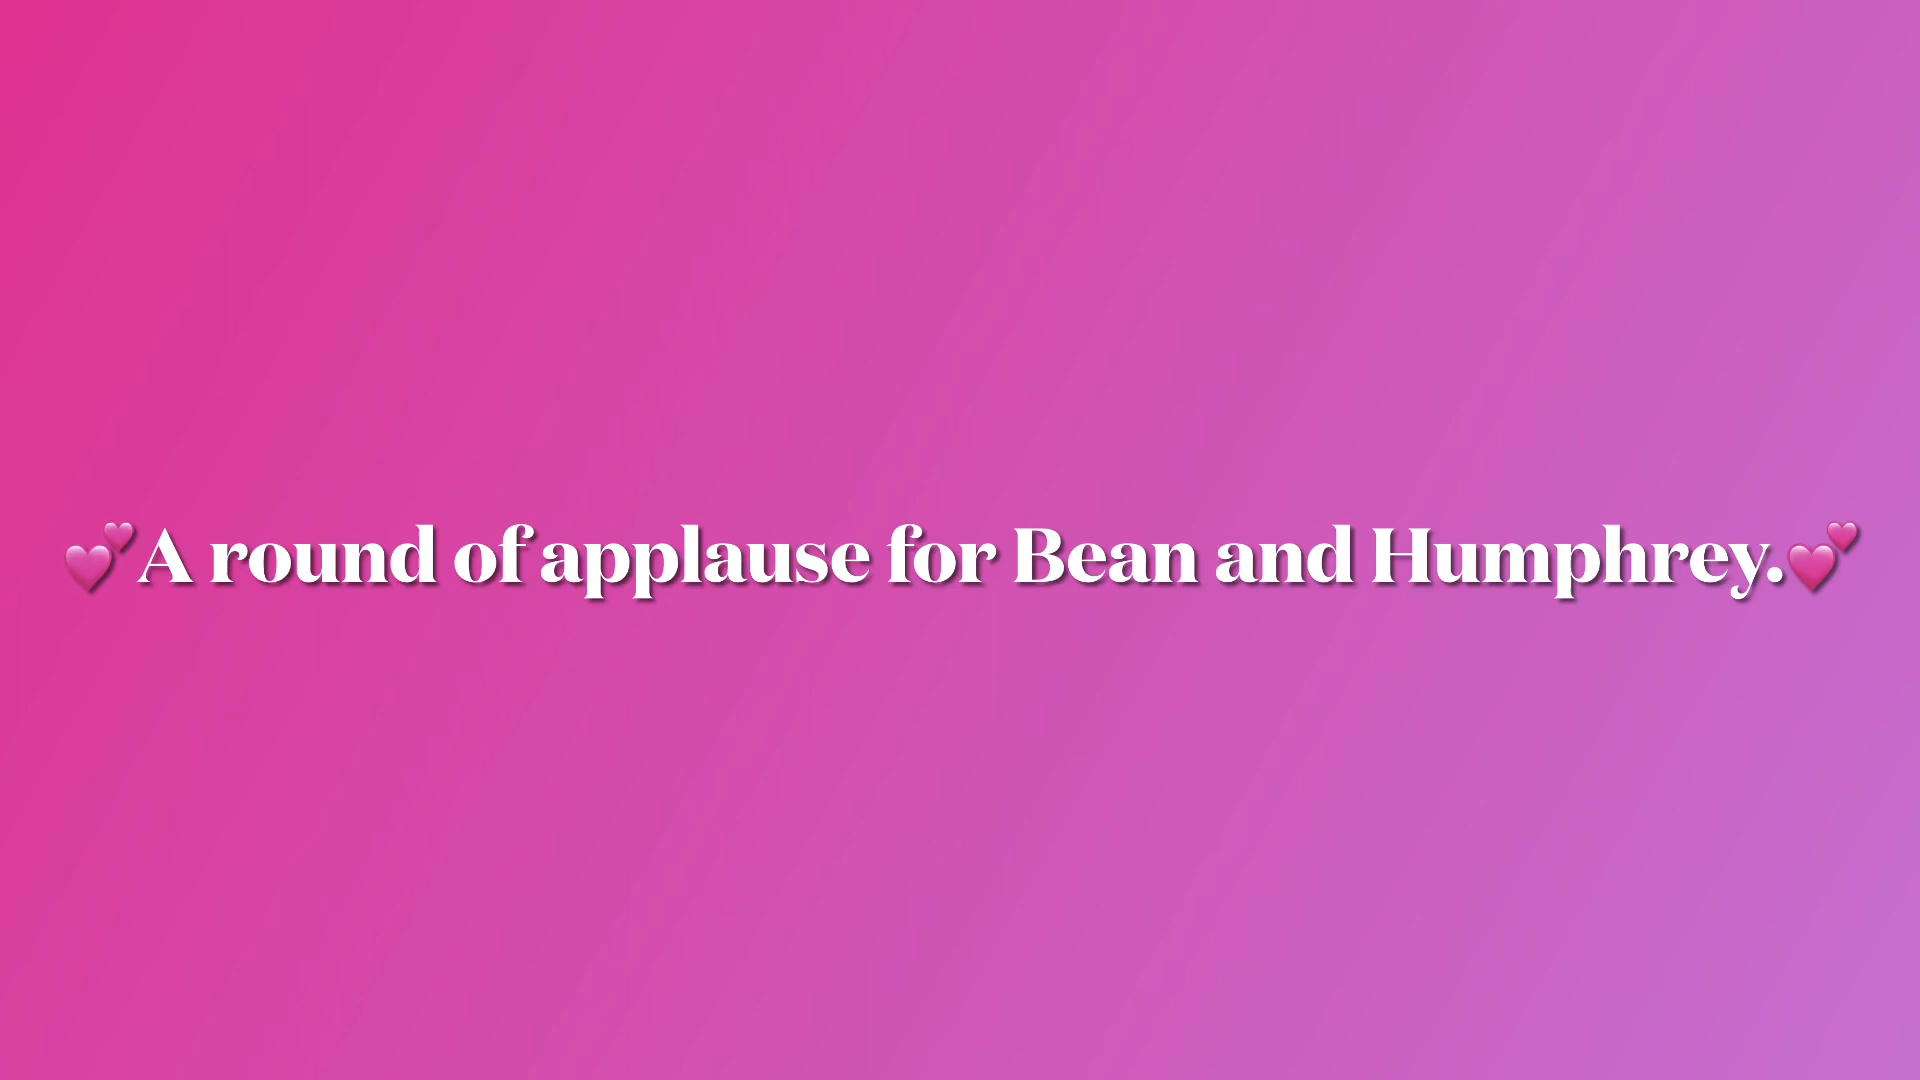 💕A round of applause for Bean and Humphrey.💕